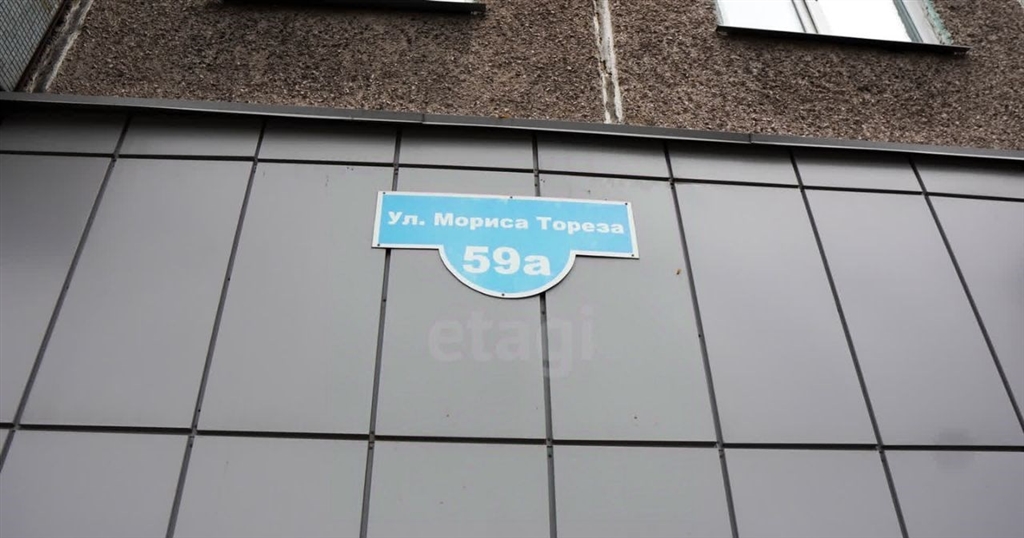 Ул. Мориса Тореза
59а
etagi